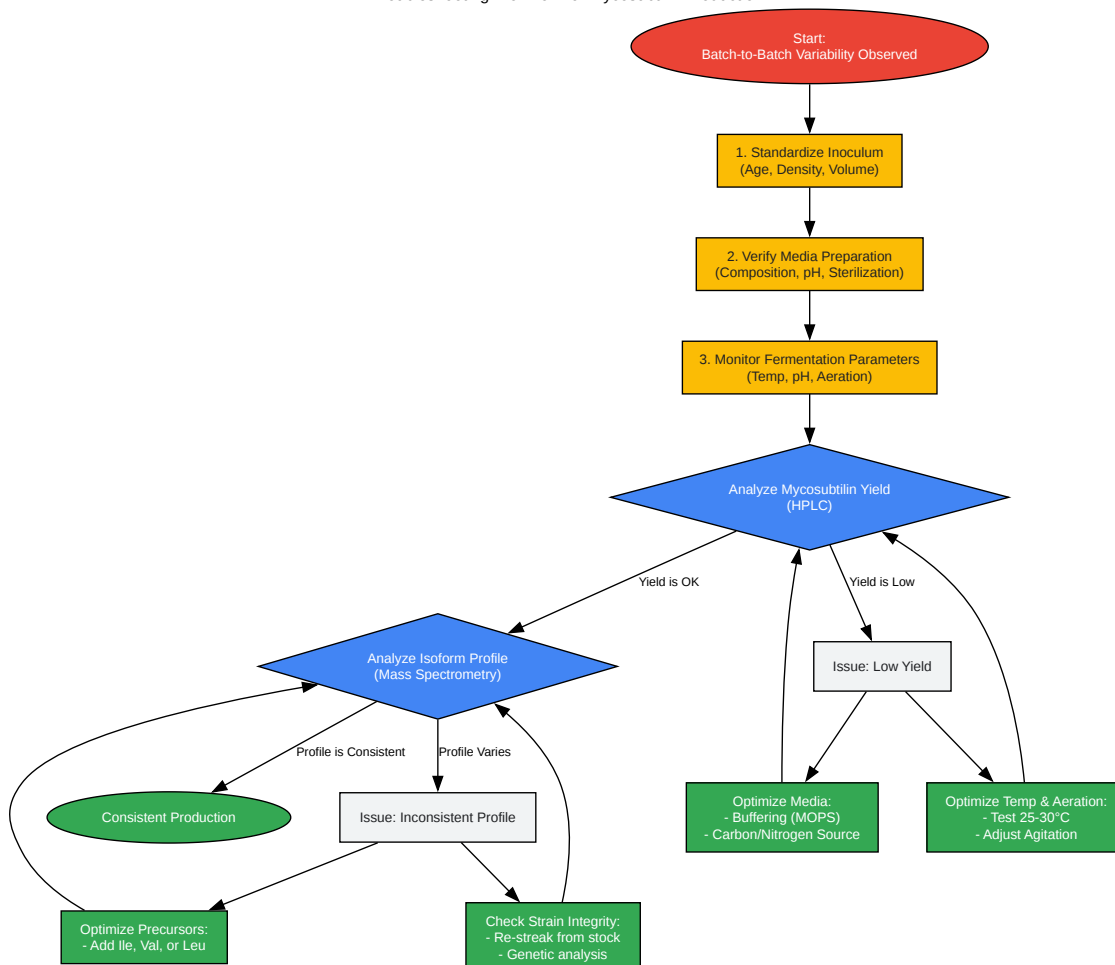 Start:
Batch-to-Batch Variability Observed
1. Standardize Inoculum
(Age, Density, Volume)
2. Verify Media Preparation
(Composition, pH, Sterilization)
3. Monitor Fermentation Parameters
(Temp, pH, Aeration)
Analyze Mycosubtilin Yield
(HPLC)
Yield is OK
Yield is Low
Analyze Isoform Profile
(Mass Spectrometry)
Issue: Low Yield
Profile is Consistent
Profile Varies
Consistent Production
Issue: Inconsistent Profile
Optimize Media:
- Buffering (MOPS)
- Carbon/Nitrogen Source
Optimize Temp & Aeration:
- Test 25-30°C
- Adjust Agitation
Optimize Precursors:
- Add Ile, Val, or Leu
Check Strain Integrity:
- Re-streak from stock
- Genetic analysis